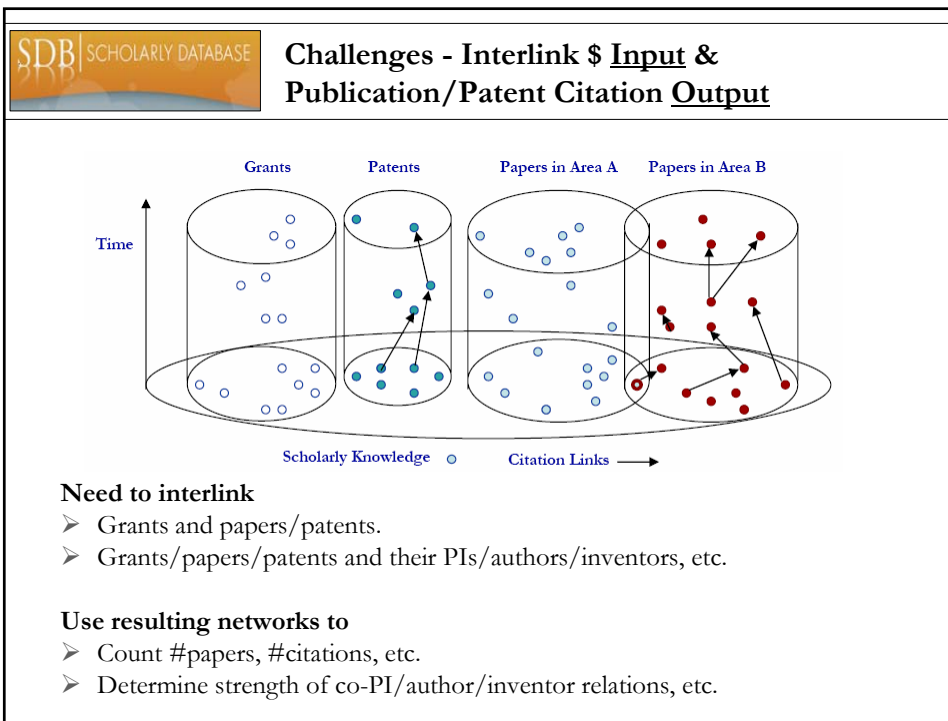 SDB SCHOLARLY DATABASE
Challenges - Interlink $ Input &
Publication/Patent Citation Output
Grants Patents Papers in Area A Papers in Area B
Time
Scholarly Knowledge Citation Links
Need to interlink
➢ Grants and papers/patents.
➢ Grants/papers/patents and their PIs/authors/inventors, etc.
Use resulting networks to
➢ Count #papers, #citations, etc.
➢ Determine strength of co-PI/author/inventor relations, etc.